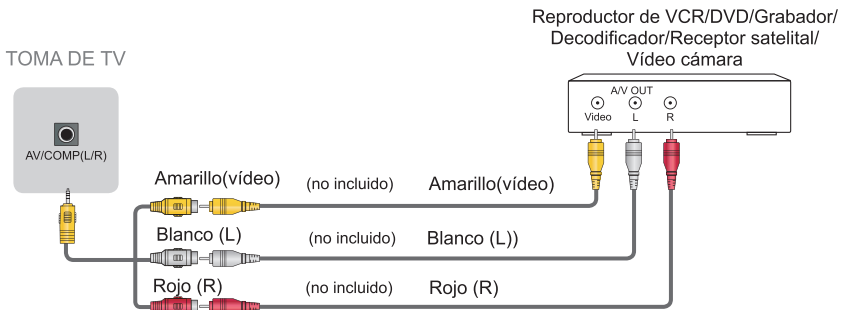 Reproductor de VCR/DVD/Grabador/
Decodificador/Receptor satelital/
Vídeo cámara
TOMA DE TV
A/V OUT
Video L R
AV/COMP(L/R)
Amarillo(vídeo) (no incluido) Amarillo(vídeo)
Blanco (L) (no incluido) Blanco (L))
Rojo (R) (no incluido) Rojo (R)